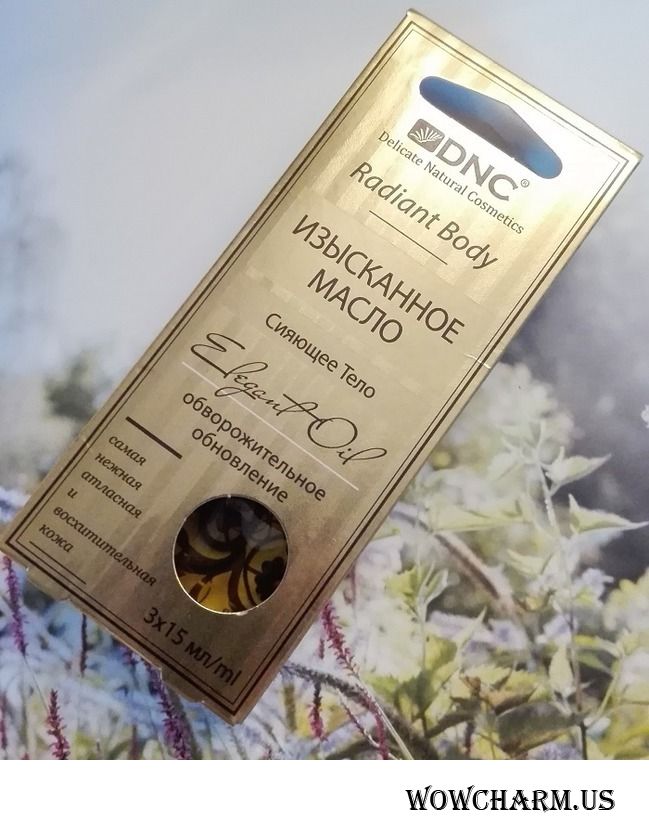 DNC®
Delicate Natural Cosmetics
Radiant Body
ИЗЫСКАННОЕ
МАСЛО
Сияющее Тело
Elegant Oil
обворожительное
обновление
самая
нежная
атласная
и
восхитительная
кожа
3x15 мл/ml
WOWCHARM.US